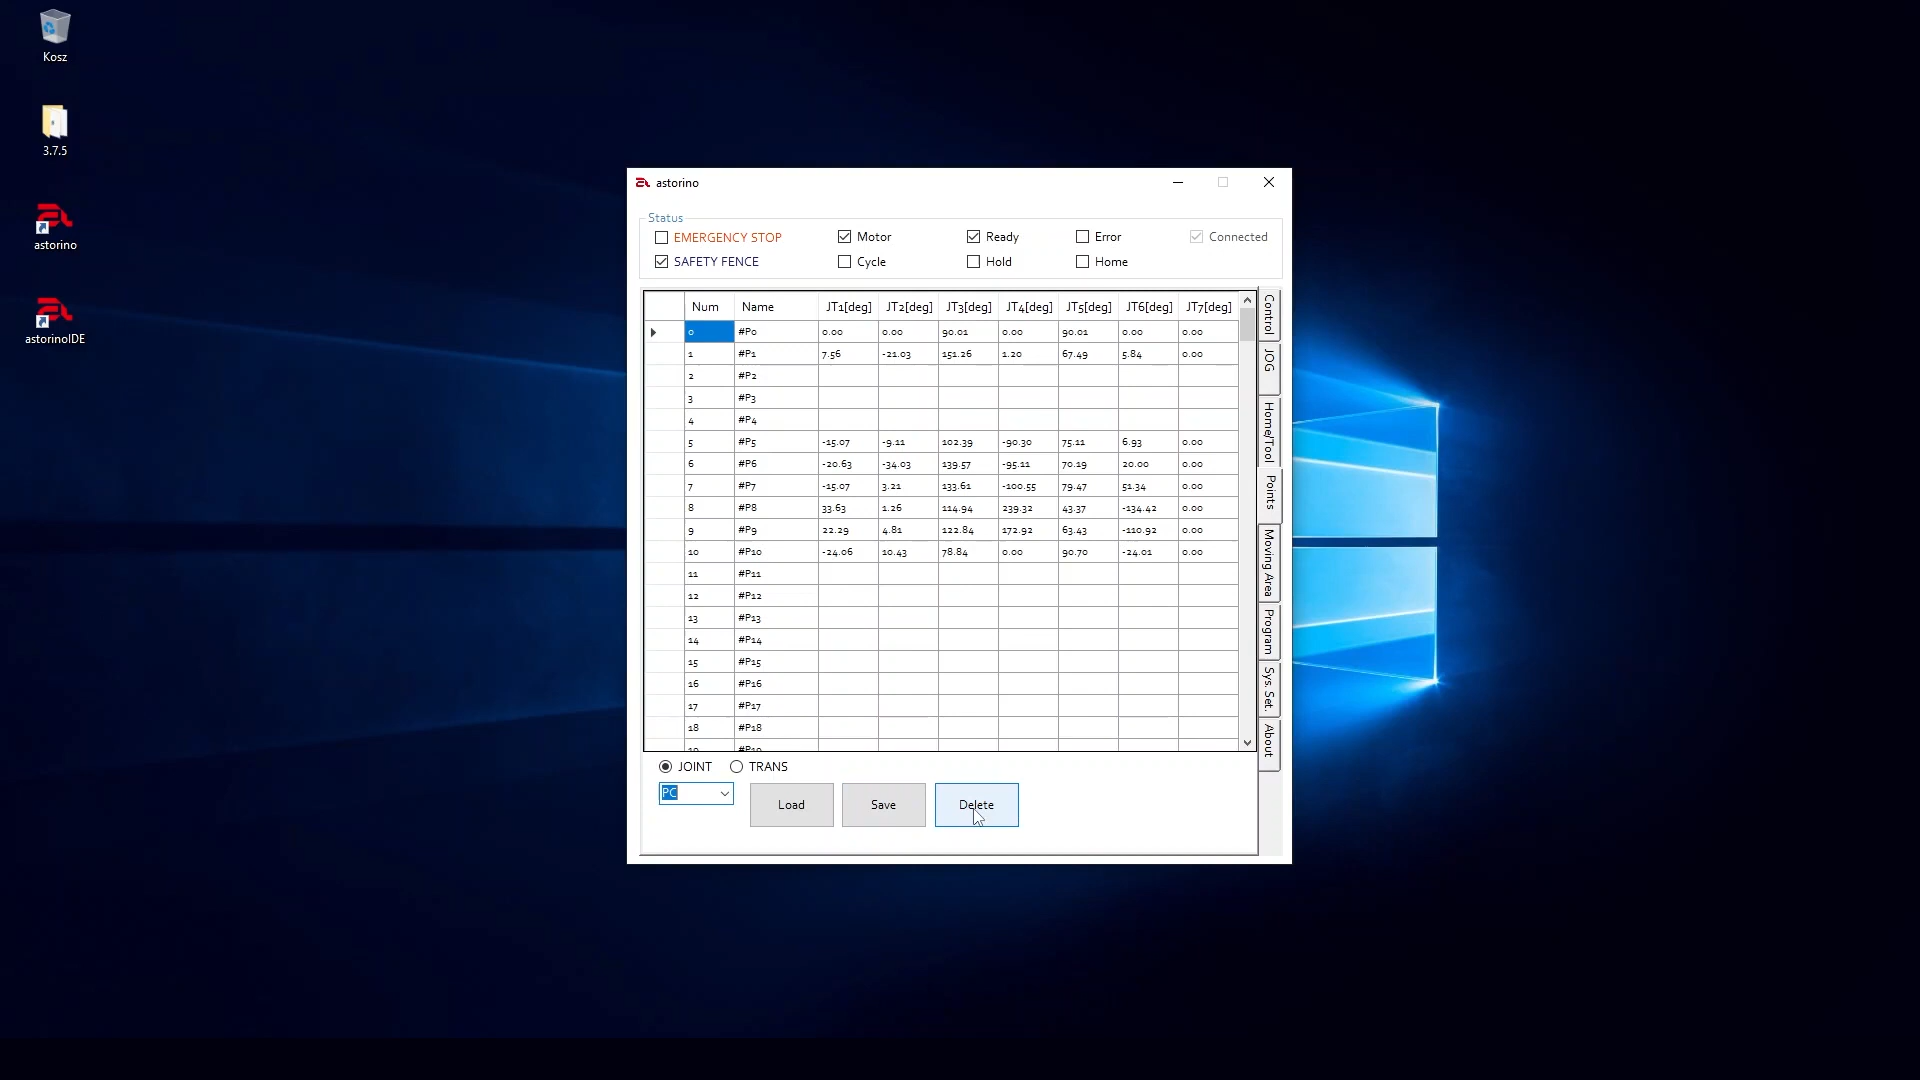 Kosz
3.7.5
astorino
astorinoIDE
astorino
Status
EMERGENCY STOP Motor Ready Error Connected
SAFETY FENCE Cycle Hold Home
Num Name JT1[deg] JT2[deg] JT3[deg] JT4[deg] JT5[deg] JT6[deg] JT7[deg]
0 #P0 0.00 0.00 90.01 0.00 90.01 0.00 0.00
1 #P1 7.56 -21.03 151.26 1.20 67.49 5.84 0.00
2 #P2
3 #P3
4 #P4
5 #P5 -15.07 -9.11 102.39 -90.30 75.11 6.93 0.00
6 #P6 -20.63 -34.03 139.57 -95.11 70.19 20.00 0.00
7 #P7 -15.07 3.21 133.61 -100.55 79.47 51.34 0.00
8 #P8 33.63 1.26 114.94 239.32 43.37 -134.42 0.00
9 #P9 22.29 4.81 122.84 172.92 63.43 -110.92 0.00
10 #P10 -24.06 10.43 78.84 0.00 90.70 -24.01 0.00
11 #P11
12 #P12
13 #P13
14 #P14
15 #P15
16 #P16
17 #P17
18 #P18
19 #P19
Control
JOG
Home/Tool
Points
Moving Area
Program
Sys. Set.
About
JOINT TRANS
PC Load Save Delete